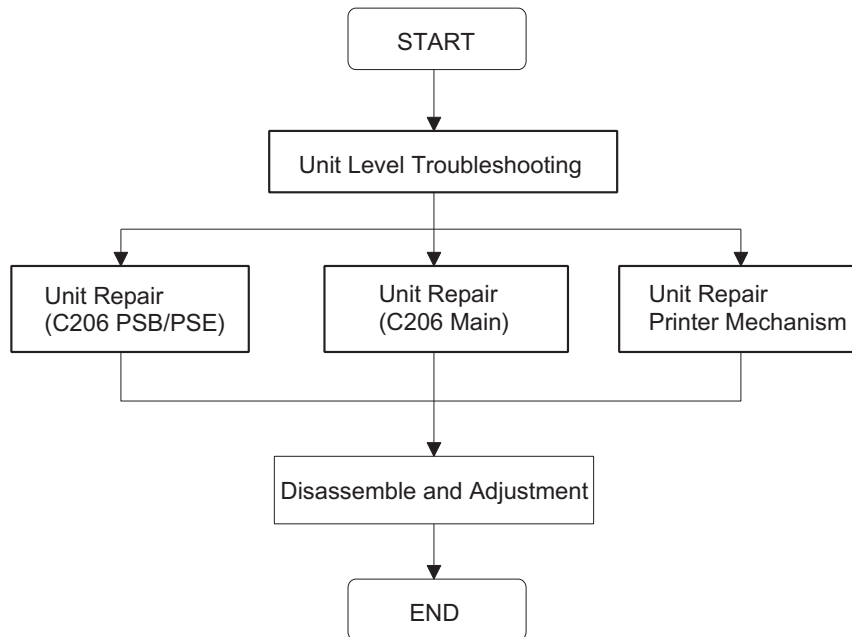 START
Unit Level Troubleshooting
Unit Repair
(C206 PSB/PSE)
Unit Repair
(C206 Main)
Unit Repair
Printer Mechanism
Disassemble and Adjustment
END